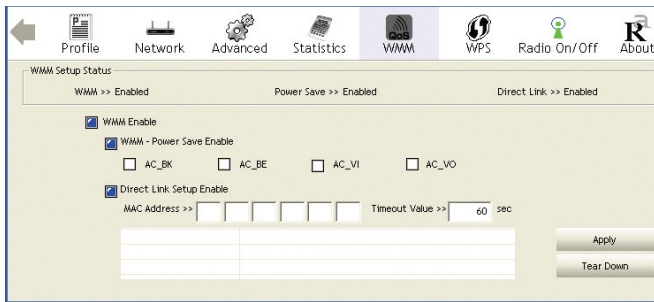 Profile Network Advanced Statistics QoS WMM WPS Radio On/Off About
WMM Setup Status
WMM >> Enabled Power Save >> Enabled Direct Link >> Enabled
WMM Enable
WMM - Power Save Enable
AC_BK AC_BE AC_VI AC_VO
Direct Link Setup Enable
MAC Address >> Timeout Value >> 60 sec
Apply
Tear Down